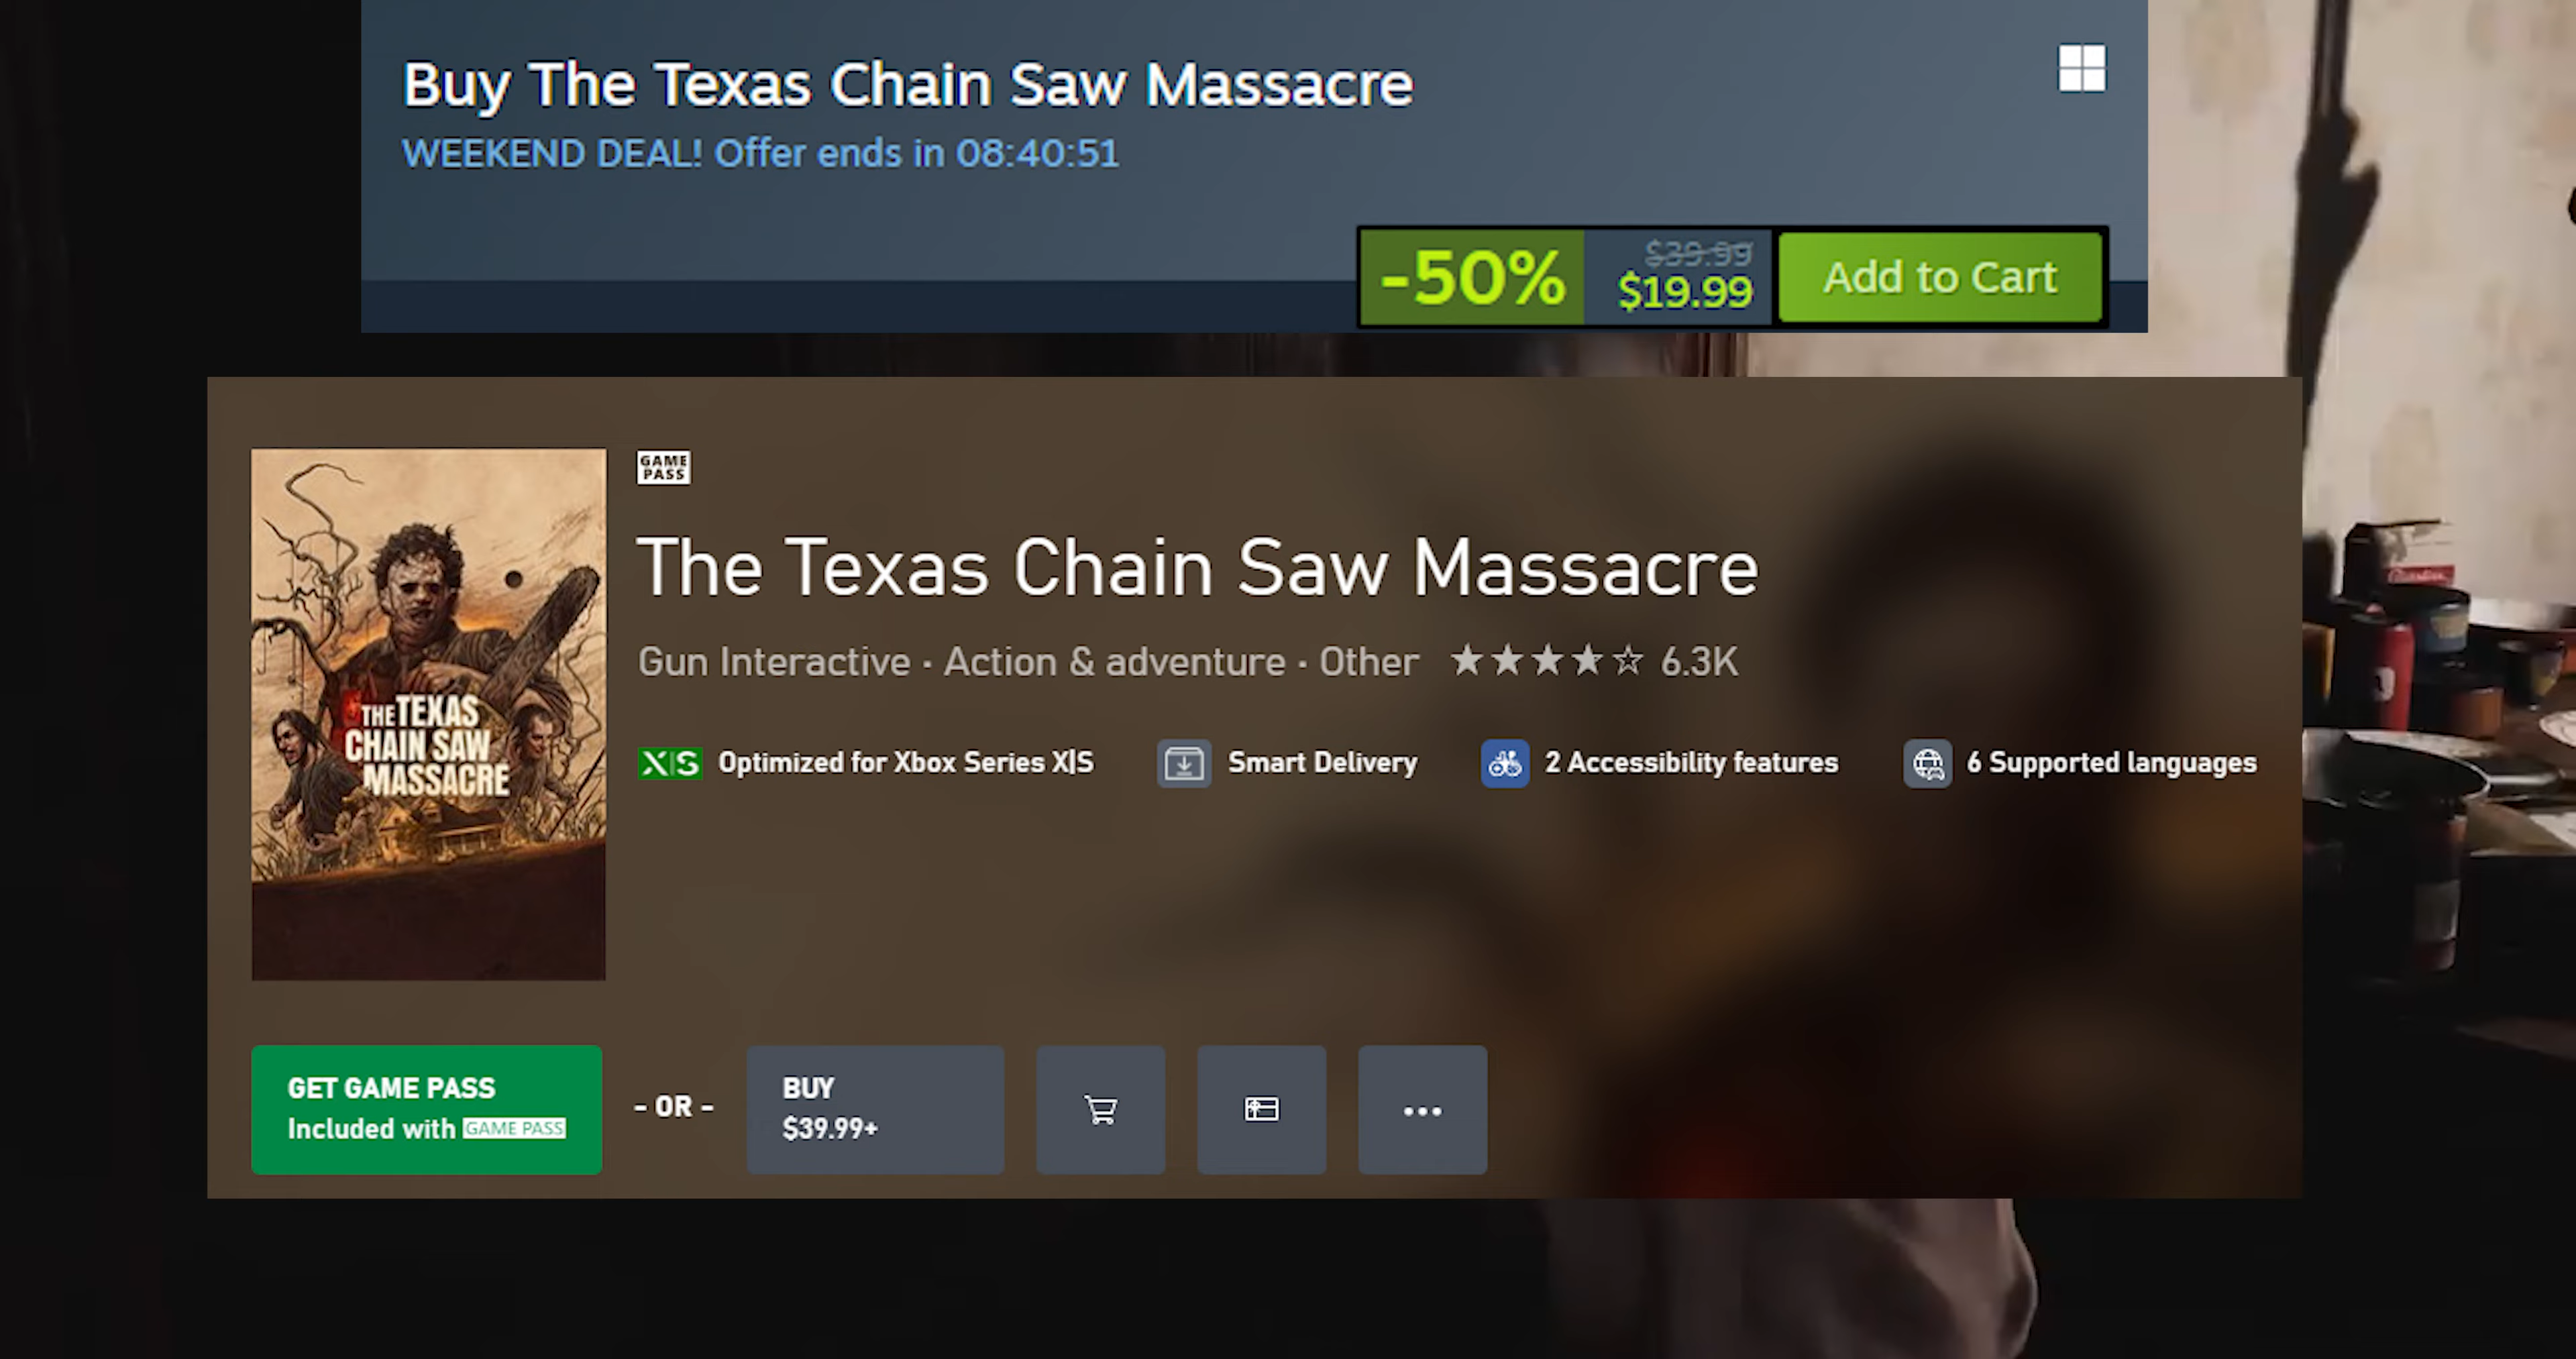 Buy The Texas Chain Saw Massacre
WEEKEND DEAL! Offer ends in 08:40:51
-50%
$39.99
$19.99
Add to Cart
GAME
PASS
The Texas Chain Saw Massacre
Gun Interactive · Action & adventure · Other ★★★★☆ 6.3K
X|S Optimized for Xbox Series X|S
Smart Delivery
2 Accessibility features
6 Supported languages
THE TEXAS
CHAIN SAW
MASSACRE
GET GAME PASS
Included with GAME PASS
- OR -
BUY
$39.99+